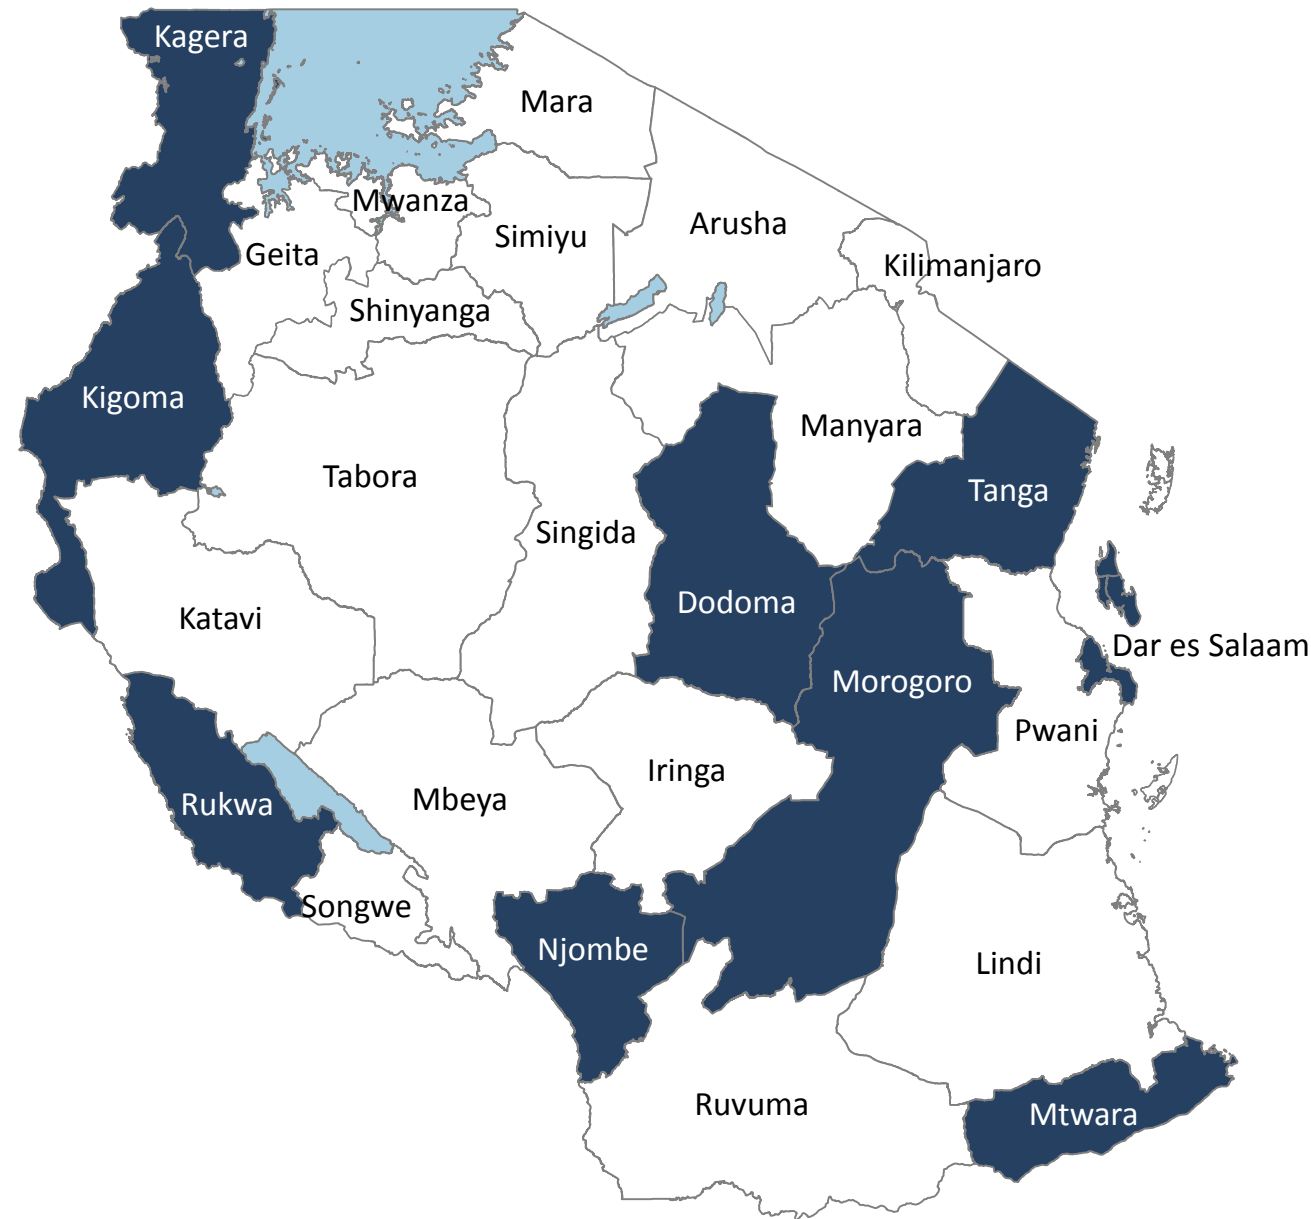 Kagera
Mara
Mwanza
Arusha
Simiyu
Geita
Kilimanjaro
Shinyanga
Kigoma
Manyara
Tabora
Tanga
Singida
Dodoma
Katavi
Dar es Salaam
Morogoro
Pwani
Iringa
Mbeya
Rukwa
Songwe
Njombe
Lindi
Ruvuma
Mtwara